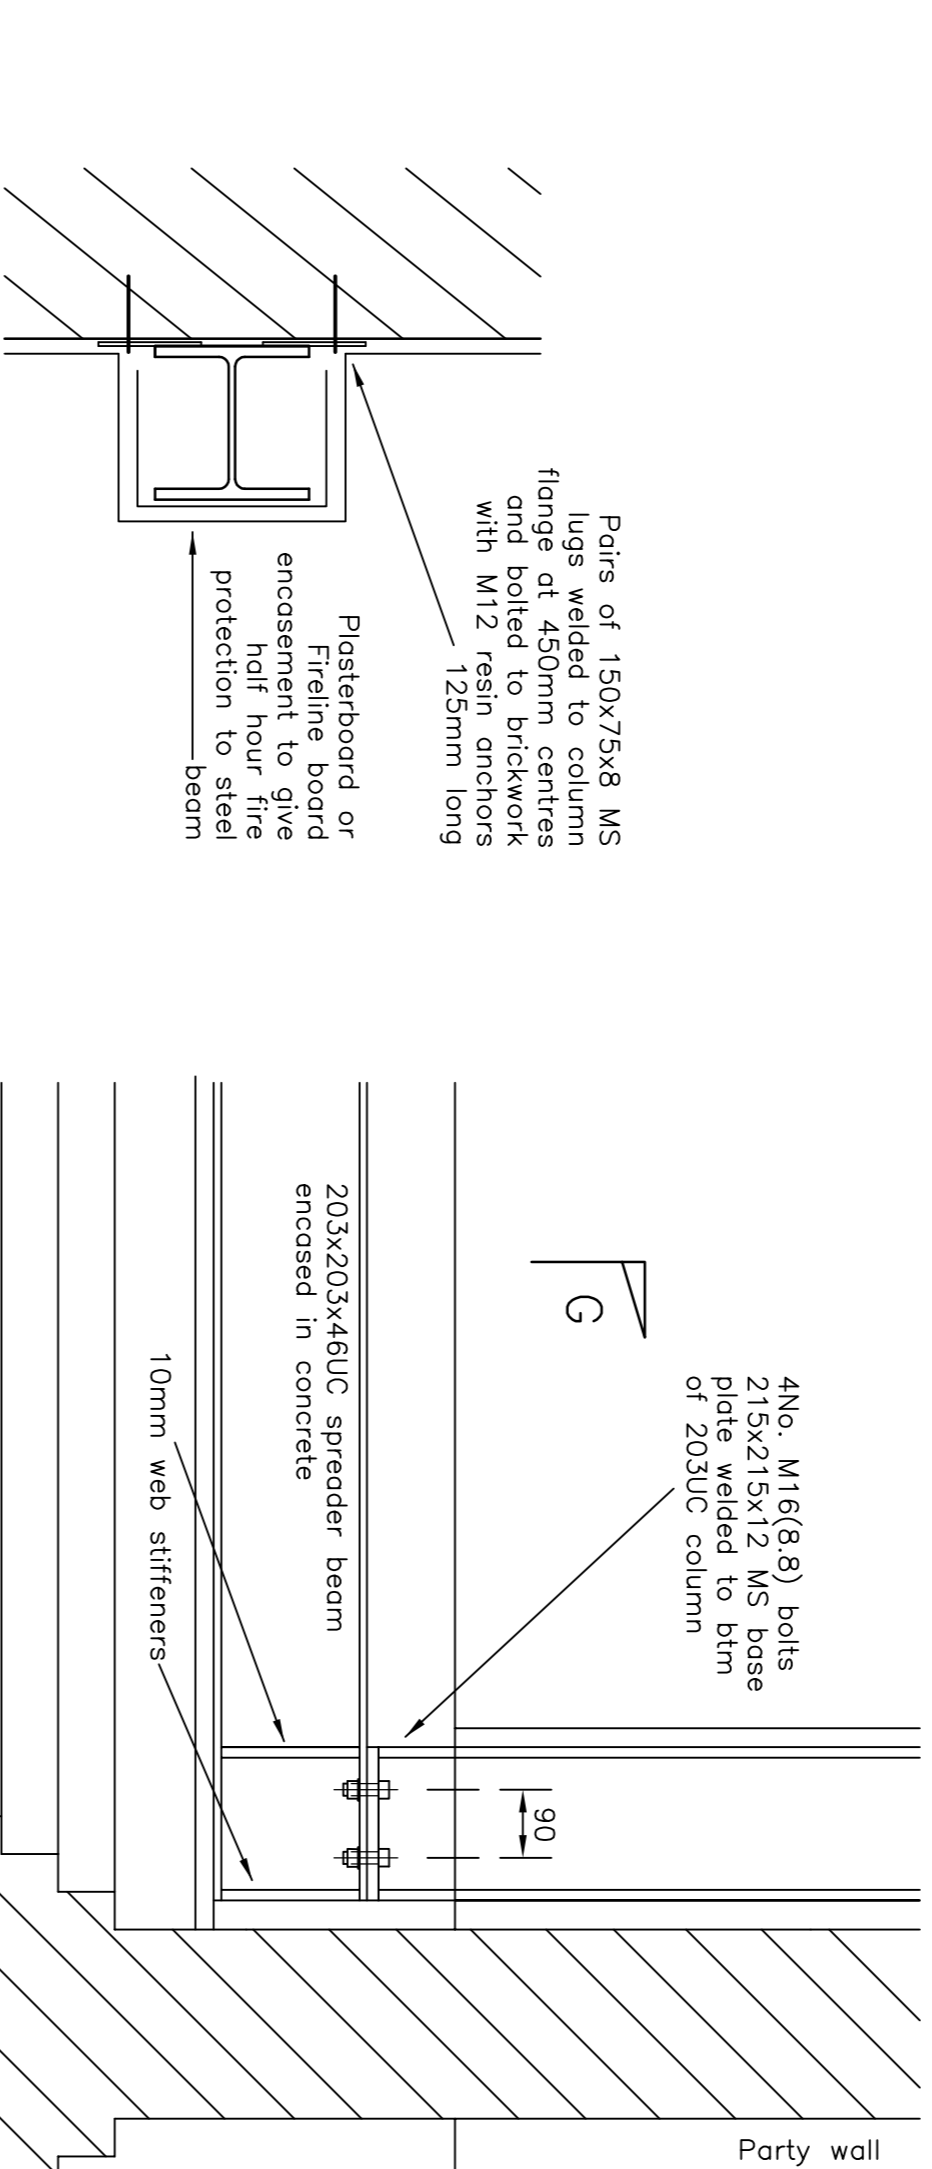 Pairs of 150x75x8 MS
lugs welded to column
flange at 450mm centres
and bolted to brickwork
with M12 resin anchors
125mm long
Plasterboard or
Fireline board
encasement to give
half hour fire
protection to steel
beam
4No. M16(8.8) bolts
215x215x12 MS base
plate welded to btm
of 203UC column
G
90
203x203x46UC spreader beam
encased in concrete
10mm web stiffeners
Party wall